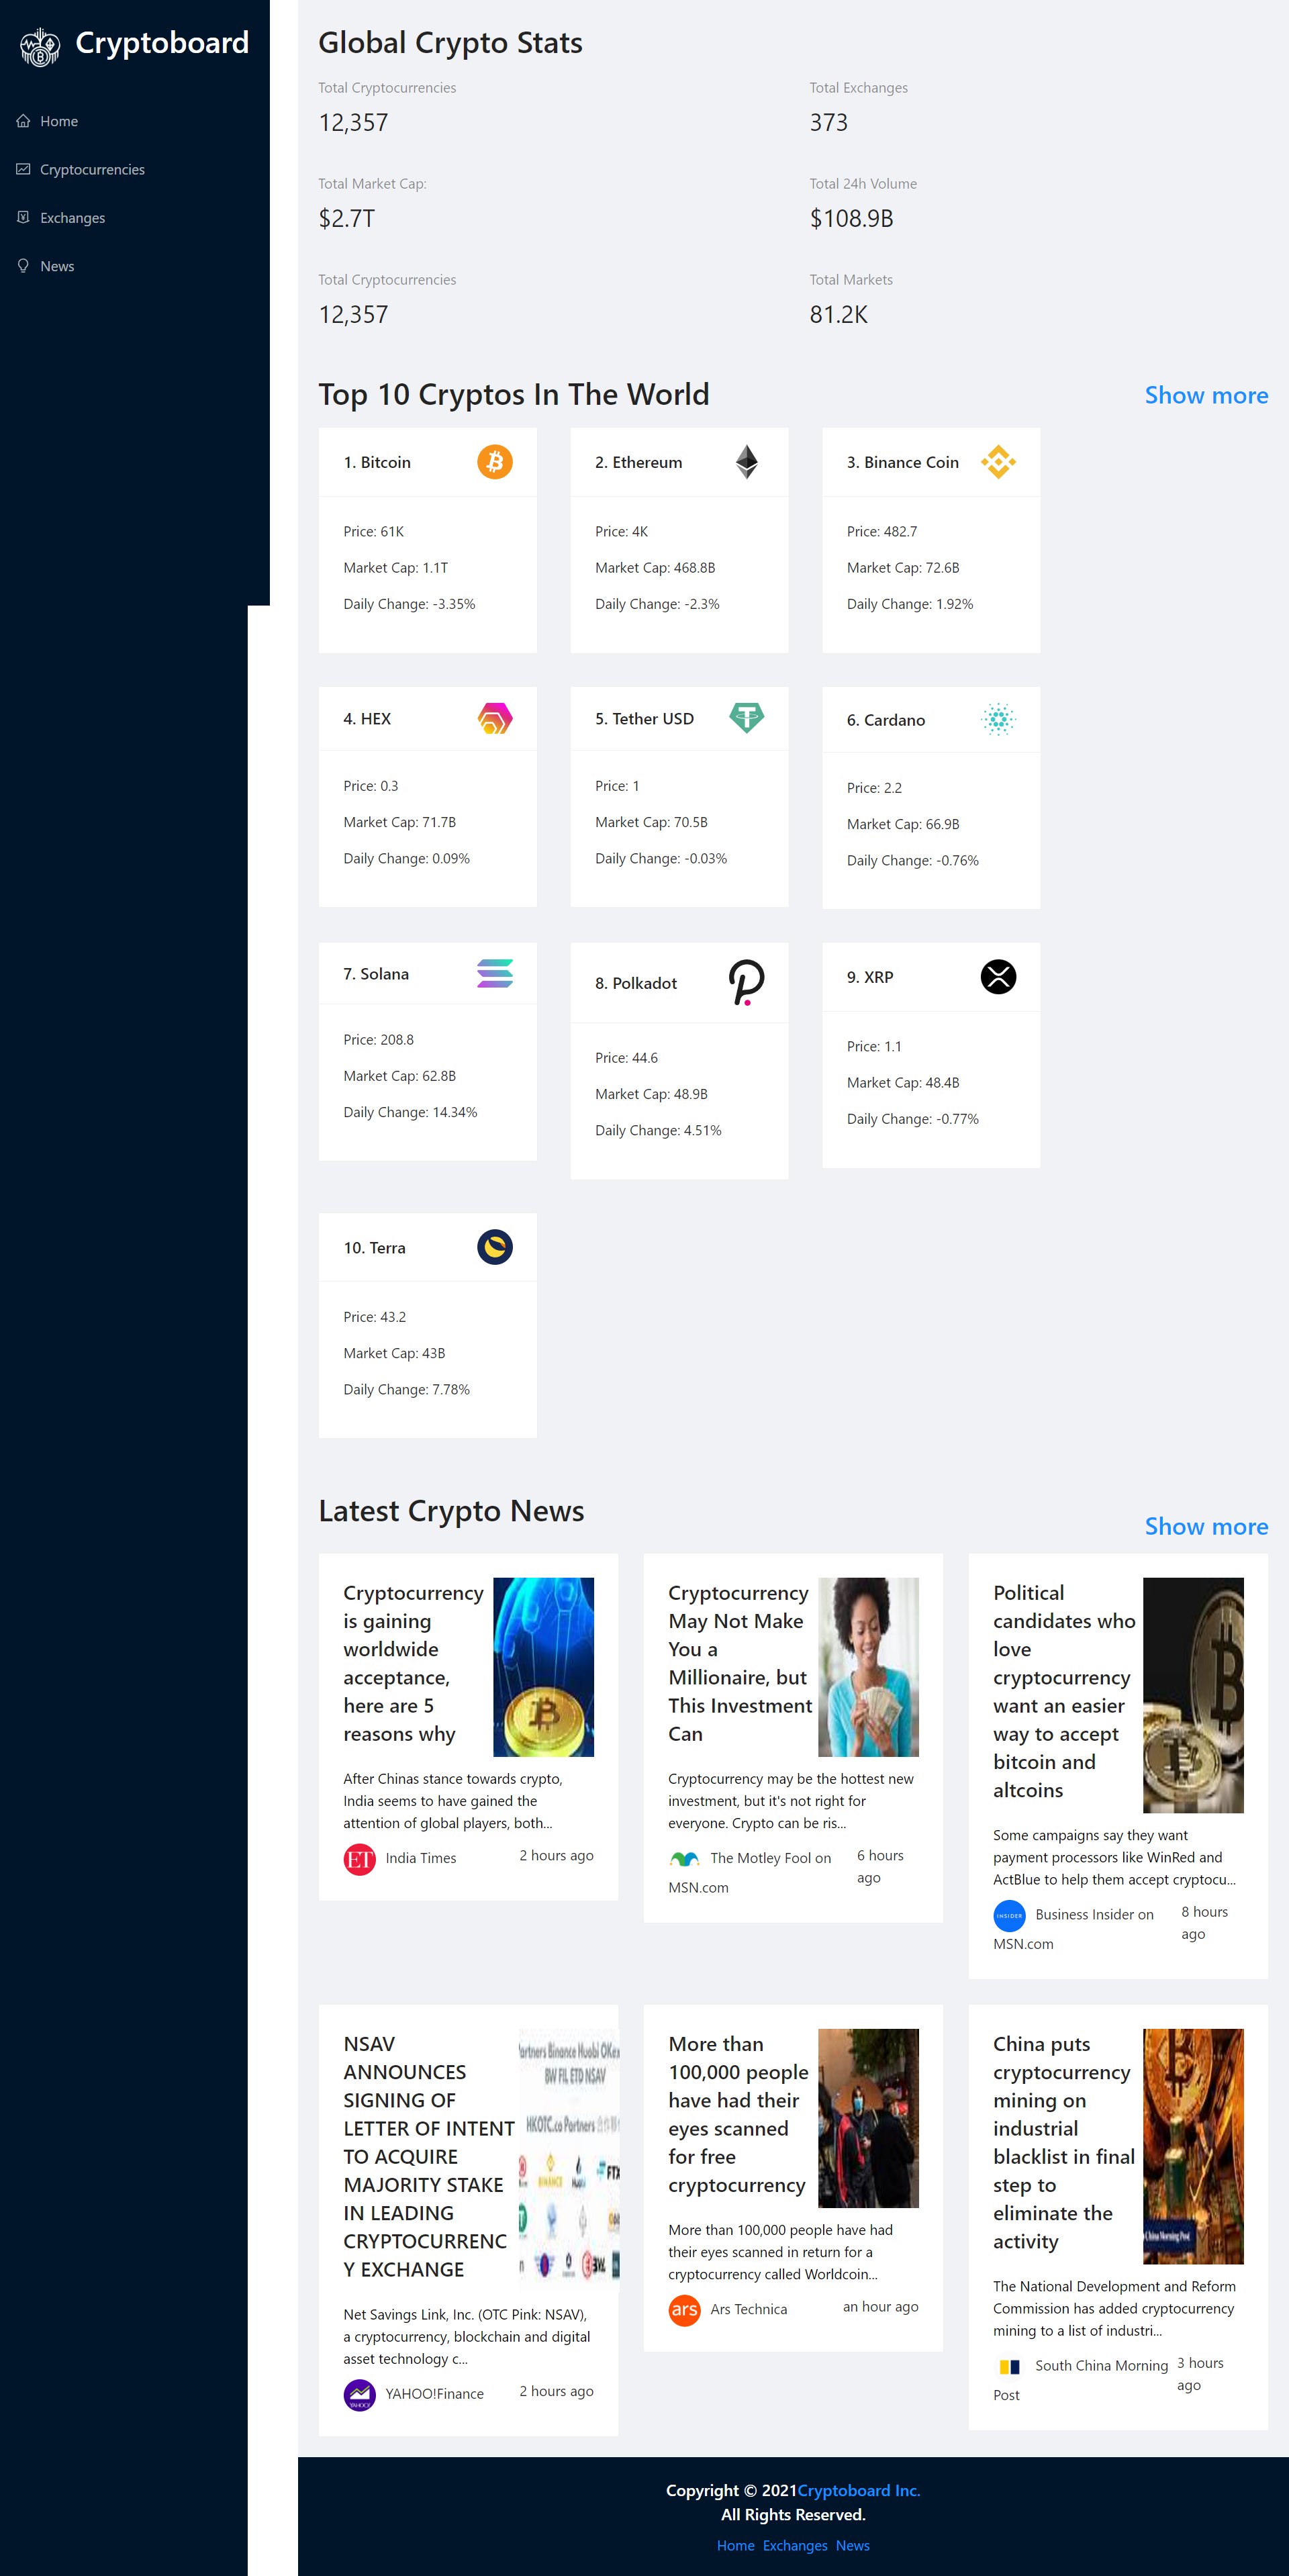 Cryptoboard
Home
Cryptocurrencies
Exchanges
News
Global Crypto Stats
Total Cryptocurrencies
12,357
Total Exchanges
373
Total Market Cap:
$2.7T
Total 24h Volume
$108.9B
Total Cryptocurrencies
12,357
Total Markets
81.2K
Top 10 Cryptos In The World
Show more
1. Bitcoin
Price: 61K
Market Cap: 1.1T
Daily Change: -3.35%
2. Ethereum
Price: 4K
Market Cap: 468.8B
Daily Change: -2.3%
3. Binance Coin
Price: 482.7
Market Cap: 72.6B
Daily Change: 1.92%
4. HEX
Price: 0.3
Market Cap: 71.7B
Daily Change: 0.09%
5. Tether USD
Price: 1
Market Cap: 70.5B
Daily Change: -0.03%
6. Cardano
Price: 2.2
Market Cap: 66.9B
Daily Change: -0.76%
7. Solana
Price: 208.8
Market Cap: 62.8B
Daily Change: 14.34%
8. Polkadot
Price: 44.6
Market Cap: 48.9B
Daily Change: 4.51%
9. XRP
Price: 1.1
Market Cap: 48.4B
Daily Change: -0.77%
10. Terra
Price: 43.2
Market Cap: 43B
Daily Change: 7.78%
Latest Crypto News
Show more
Cryptocurrency
is gaining
worldwide
acceptance,
here are 5
reasons why
After Chinas stance towards crypto,
India seems to have gained the
attention of global players, both...
ET
India Times
2 hours ago
Cryptocurrency
May Not Make
You a
Millionaire, but
This Investment
Can
Cryptocurrency may be the hottest new
investment, but it's not right for
everyone. Crypto can be ris...
The Motley Fool on
MSN.com
6 hours
ago
Political
candidates who
love
cryptocurrency
want an easier
way to accept
bitcoin and
altcoins
Some campaigns say they want
payment processors like WinRed and
ActBlue to help them accept cryptocu...
INSIDER
Business Insider on
MSN.com
8 hours
ago
NSAV
ANNOUNCES
SIGNING OF
LETTER OF INTENT
TO ACQUIRE
MAJORITY STAKE
IN LEADING
CRYPTOCURRENC
Y EXCHANGE
artners Binance Huobi OKex
BW FIL ETD NSAV
HKOTC.co Partners
BINANCE
Net Savings Link, Inc. (OTC Pink: NSAV),
a cryptocurrency, blockchain and digital
asset technology c...
YAHOO!
YAHOO!Finance
2 hours ago
More than
100,000 people
have had their
eyes scanned
for free
cryptocurrency
More than 100,000 people have had
their eyes scanned in return for a
cryptocurrency called Worldcoin...
ars
Ars Technica
an hour ago
China puts
cryptocurrency
mining on
industrial
blacklist in final
step to
eliminate the
activity
China Morning Post
The National Development and Reform
Commission has added cryptocurrency
mining to a list of industri...
South China Morning
Post
3 hours
ago
Copyright © 2021Cryptoboard Inc.
All Rights Reserved.
Home Exchanges News